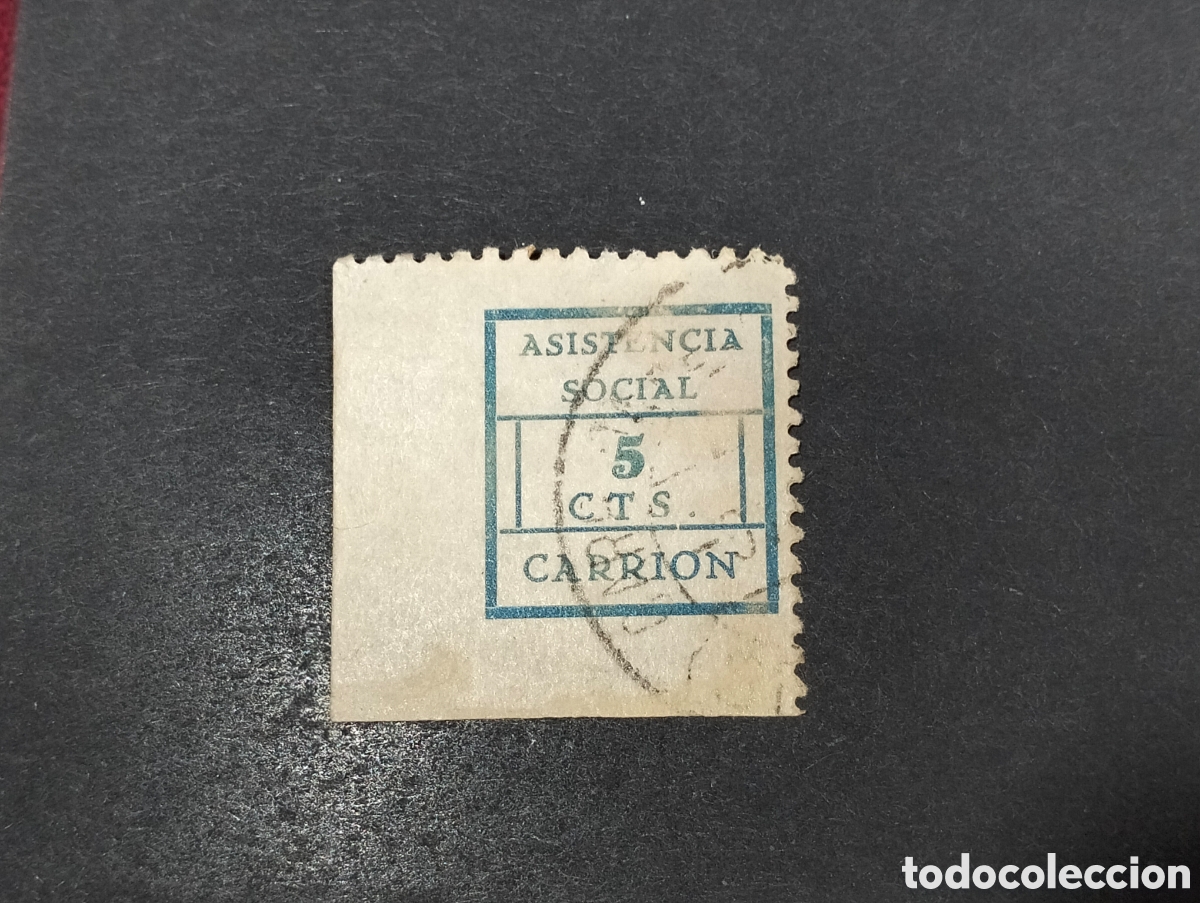 ASISTENCIA
SOCIAL
5
CTS.
CARRION
todocoleccion